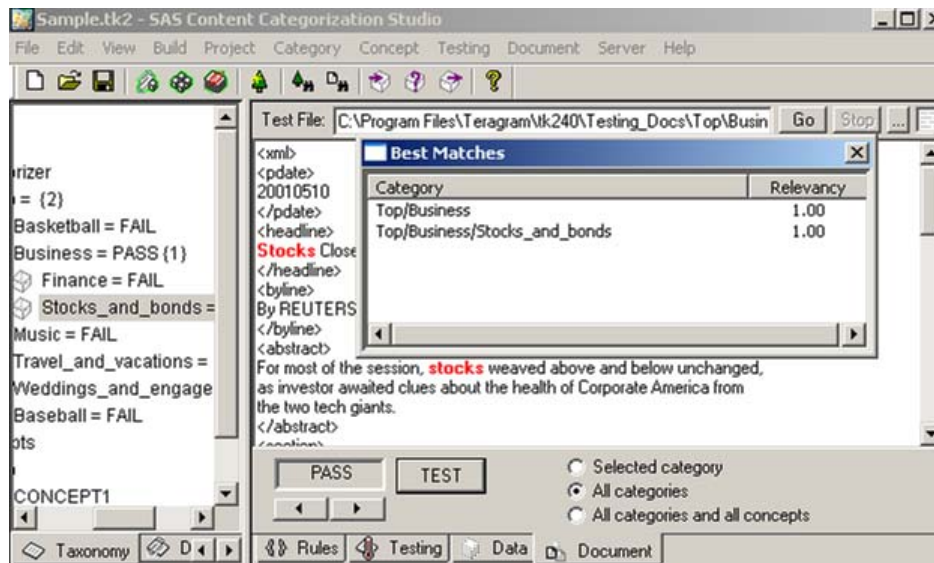 Sample.tk2 - SAS Content Categorization Studio
File Edit View Build Project Category Concept Testing Document Server Help
Test File: C:\Program Files\Teragram\tk240\Testing_Docs\Top\Busin Go Stop ...
rizer
= {2}
Basketball = FAIL
Business = PASS {1}
Finance = FAIL
Stocks_and_bonds =
Music = FAIL
Travel_and_vacations =
Weddings_and_engage
Baseball = FAIL
pts
CONCEPT1
Taxonomy D
<xml>
<pdate>
20010510
</pdate>
<headline>
Stocks Close
</headline>
<byline>
By REUTERS
</byline>
<abstract>
For most of the session, stocks weaved above and below unchanged,
as investor awaited clues about the health of Corporate America from
the two tech giants.
</abstract>
Best Matches
Category Relevancy
Top/Business 1.00
Top/Business/Stocks_and_bonds 1.00
PASS TEST
Selected category
All categories
All categories and all concepts
Rules Testing Data Document